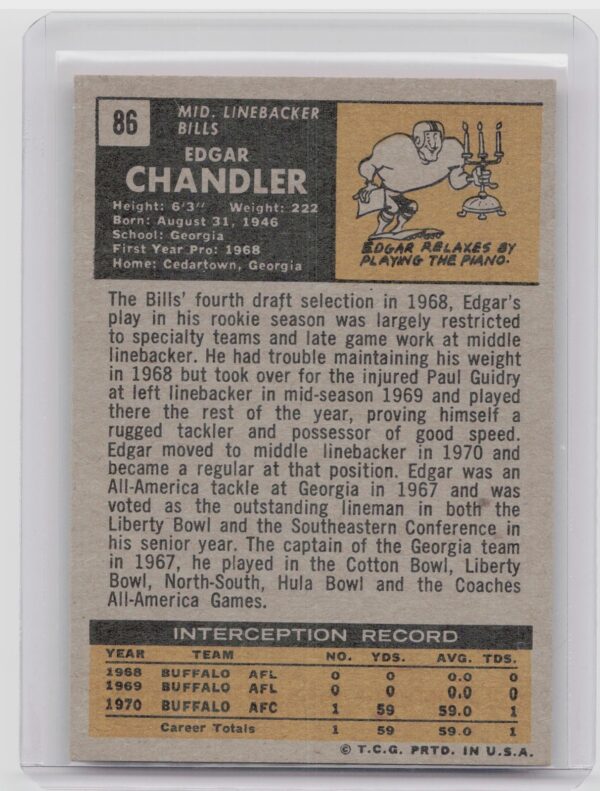 86
MID. LINEBACKER
BILLS
EDGAR
CHANDLER
Height: 6'3" Weight: 222
Born: August 31, 1946
School: Georgia
First Year Pro: 1968
Home: Cedartown, Georgia
EDGAR RELAXES BY
PLAYING THE PIANO.
The Bills' fourth draft selection in 1968, Edgar's
play in his rookie season was largely restricted
to specialty teams and late game work at middle
linebacker. He had trouble maintaining his weight
in 1968 but took over for the injured Paul Guidry
at left linebacker in mid-season 1969 and played
there the rest of the year, proving himself a
rugged tackler and possessor of good speed.
Edgar moved to middle linebacker in 1970 and
became a regular at that position. Edgar was an
All-America tackle at Georgia in 1967 and was
voted as the outstanding lineman in both the
Liberty Bowl and the Southeastern Conference in
his senior year. The captain of the Georgia team
in 1967, he played in the Cotton Bowl, Liberty
Bowl, North-South, Hula Bowl and the Coaches
All-America Games.
INTERCEPTION RECORD
YEAR TEAM NO. YDS. AVG. TDS.
1968 BUFFALO AFL 0 0 0.0 0
1969 BUFFALO AFL 0 0 0.0 0
1970 BUFFALO AFC 1 59 59.0 1
Career Totals 1 59 59.0 1
© T.C.G. PRTD. IN U.S.A.